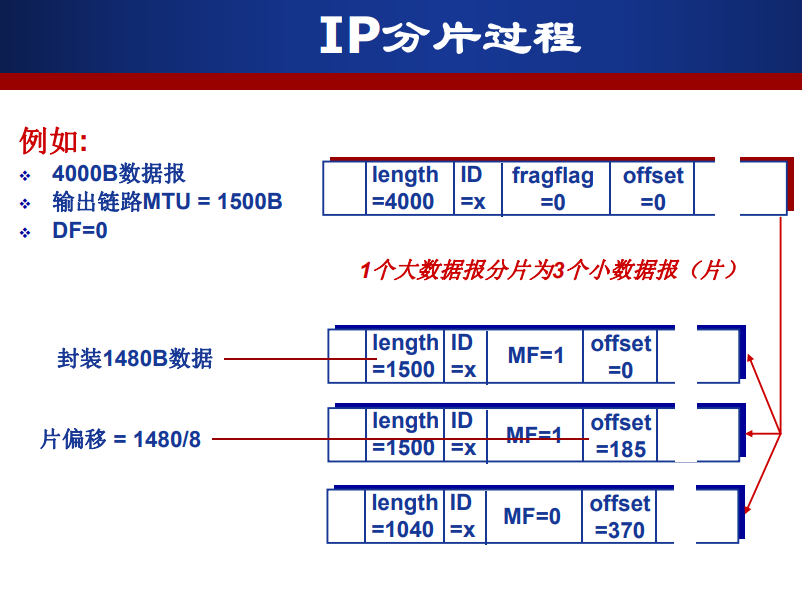 IP分片过程
例如:
❖ 4000B数据报
❖ 输出链路MTU = 1500B
❖ DF=0
length ID fragflag offset
=4000 =x =0 =0
1个大数据报分片为3个小数据报（片）
封装1480B数据
length ID MF=1 offset
=1500 =x =0
片偏移 = 1480/8
length ID MF=1 offset
=1500 =x =185
length ID MF=0 offset
=1040 =x =370